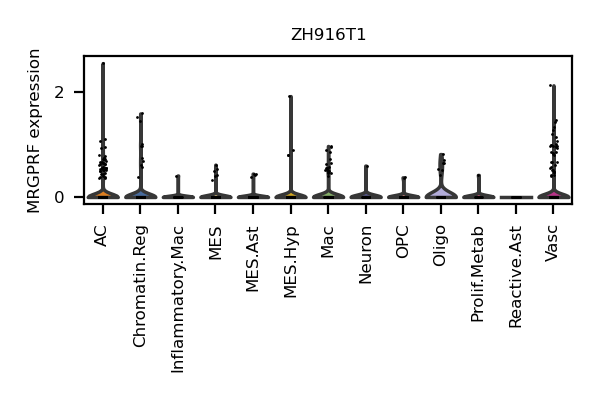 ZH916T1
MRGPRF expression
2
0
AC
Chromatin.Reg
Inflammatory.Mac
MES
MES.Ast
MES.Hyp
Mac
Neuron
OPC
Oligo
Prolif.Metab
Reactive.Ast
Vasc